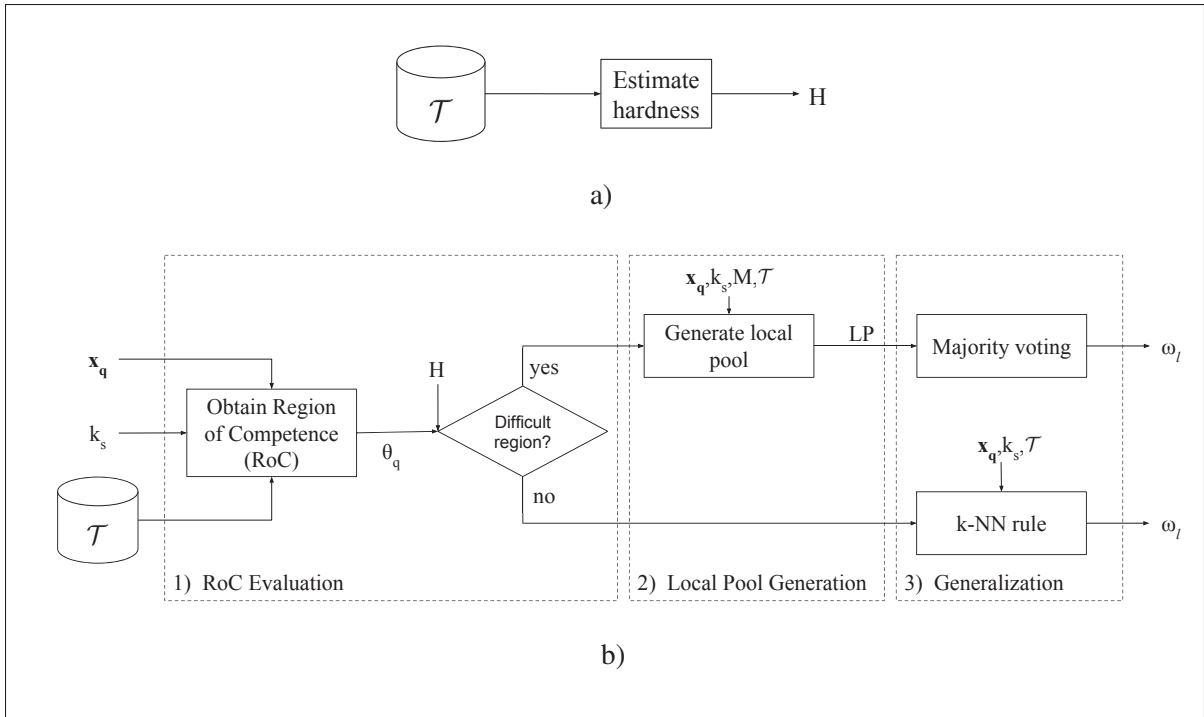 𝒯
Estimate
hardness
H
a)
x_q,k_s,M,𝒯
Generate local
pool
LP
Majority voting
ω_l
x_q
yes
H
Obtain Region
of Competence
(RoC)
k_s
θ_q
Difficult
region?
x_q,k_s,𝒯
no
k-NN rule
ω_l
𝒯
1) RoC Evaluation
2) Local Pool Generation
3) Generalization
b)